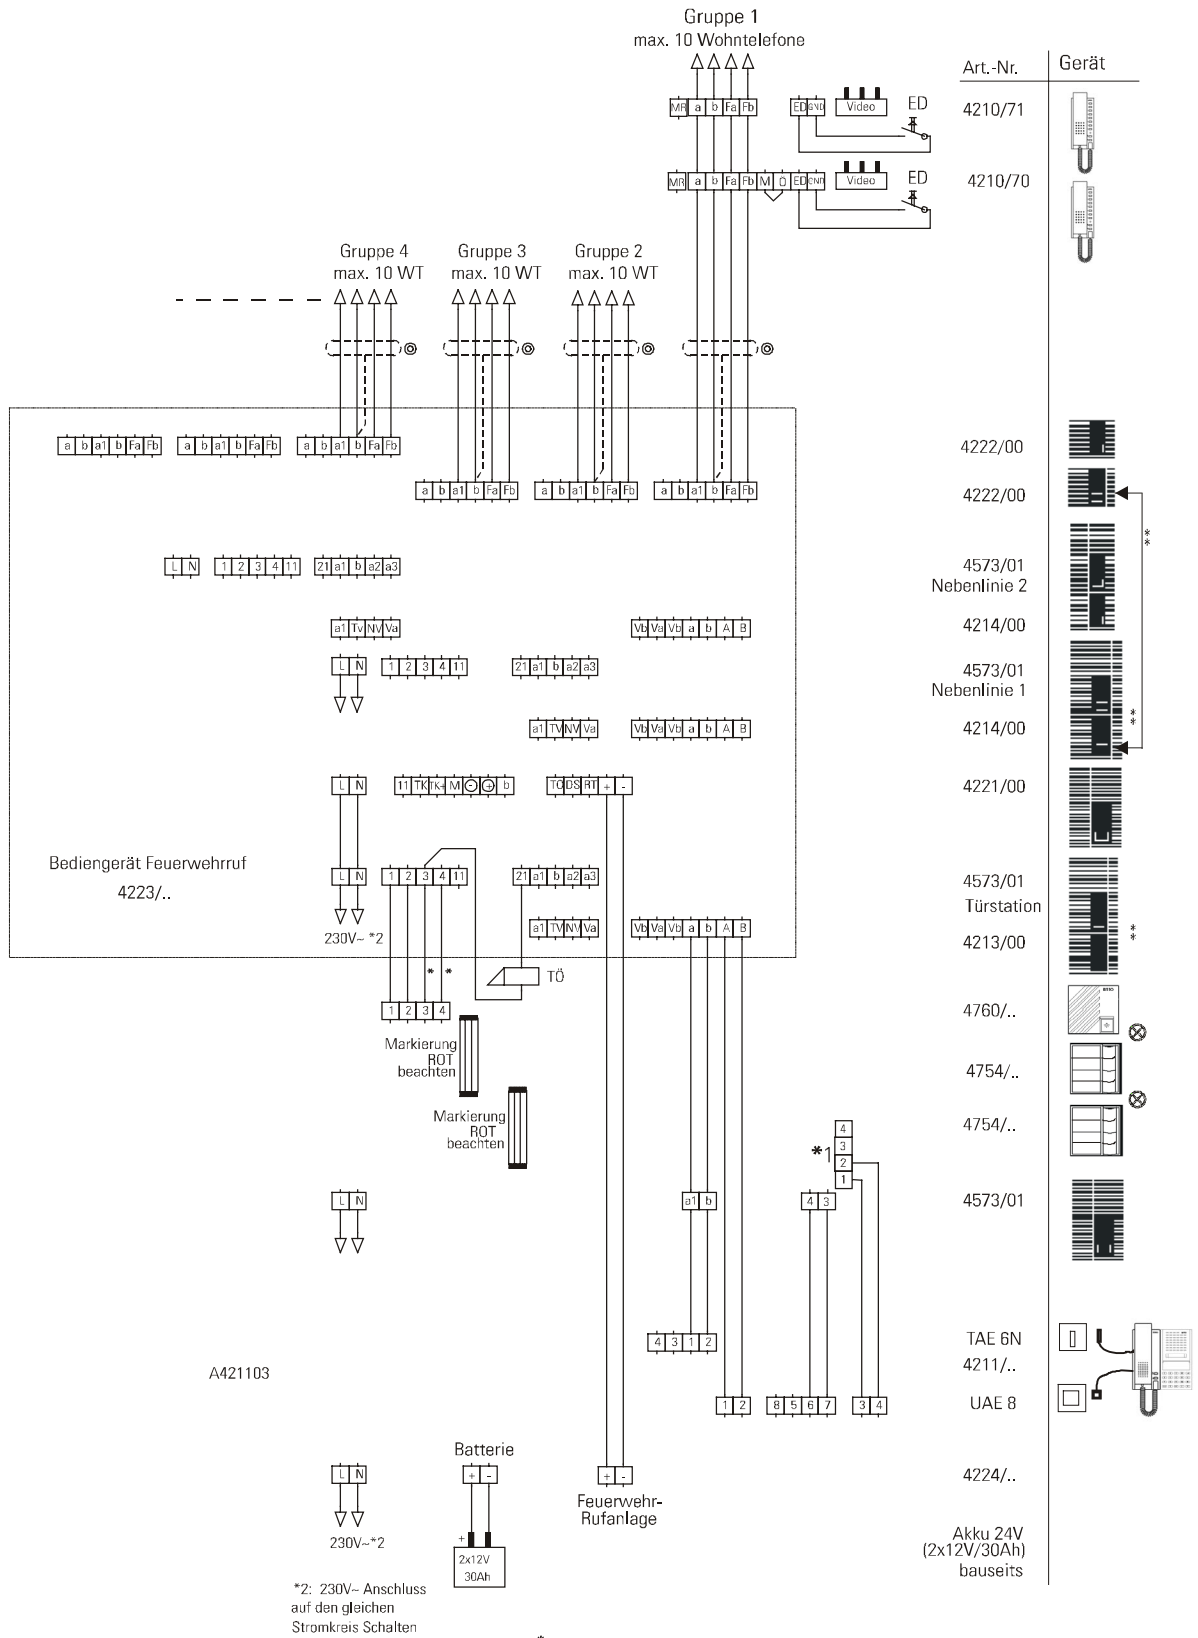 Gruppe 1
max. 10 Wohntelefone
Art.-Nr. Gerät
MR a b Fa Fb ED GND Video ED 4210/71
MR a b Fa Fb M Ö ED GND Video ED 4210/70
Gruppe 4 Gruppe 3 Gruppe 2
max. 10 WT max. 10 WT max. 10 WT
a b a1 b Fa Fb a b a1 b Fa Fb a b a1 b Fa Fb 4222/00
a b a1 b Fa Fb a b a1 b Fa Fb a b a1 b Fa Fb 4222/00
**
L N 1 2 3 4 11 21 a1 b a2 a3 4573/01
Nebenlinie 2
a1 Tv NV Va Vb Va Vb a b A B 4214/00
L N 1 2 3 4 11 21 a1 b a2 a3 4573/01
Nebenlinie 1
**
a1 TV NV Va Vb Va Vb a b A B 4214/00
L N 11 TK TK+ M - + b TÖ DS RT + - 4221/00
Bediengerät Feuerwehrruf
4223/..
L N 1 2 3 4 11 21 a1 b a2 a3 4573/01
Türstation
a1 TV NV Va Vb Va Vb a b A B 4213/00
**
230V~ *2
* *
TÖ
1 2 3 4 4760/..
Markierung
ROT
beachten
4754/..
Markierung
ROT
beachten
4754/..
4
3
*1 2
1
L N a1 b 4 3 4573/01
4 3 1 2 TAE 6N
A421103 4211/..
1 2 8 5 6 7 3 4 UAE 8
Batterie
L N + - + - 4224/..
Feuerwehr-
Rufanlage
230V~*2
+
2x12V
30Ah
Akku 24V
(2x12V/30Ah)
bauseits
*2: 230V~ Anschluss
auf den gleichen
Stromkreis Schalten
*